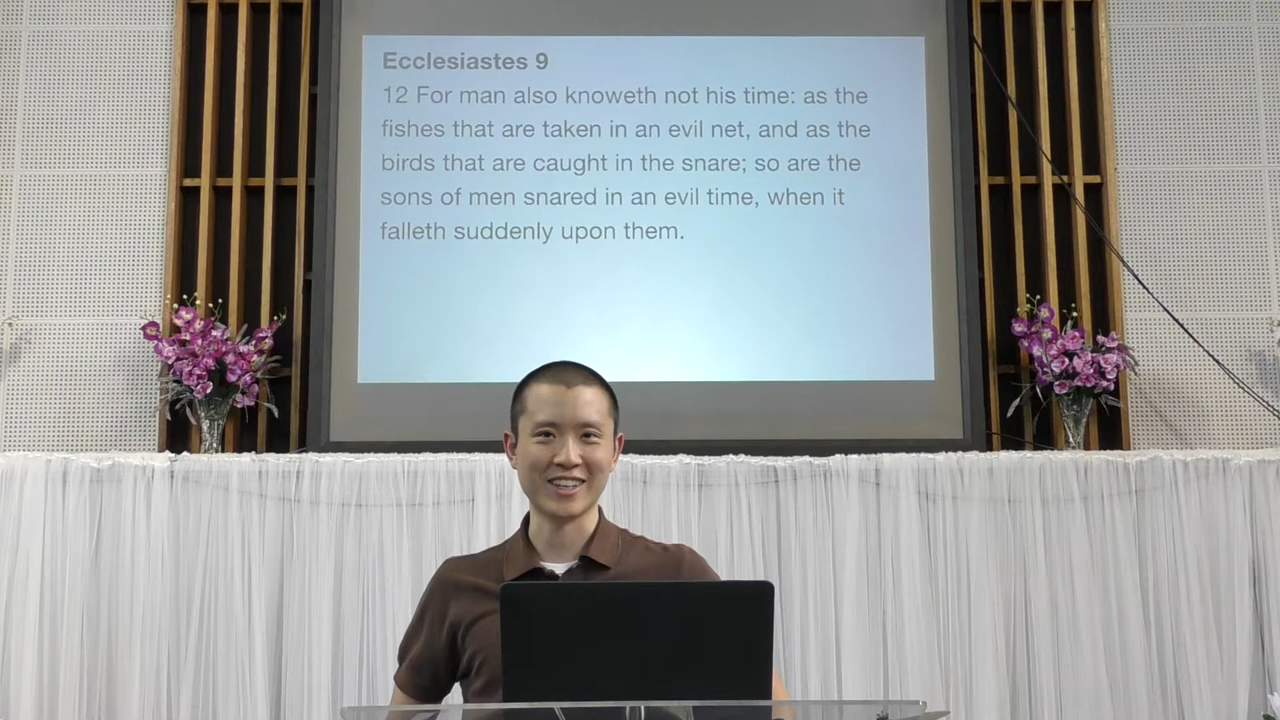 Ecclesiastes 9
12 For man also knoweth not his time: as the
fishes that are taken in an evil net, and as the
birds that are caught in the snare; so are the
sons of men snared in an evil time, when it
falleth suddenly upon them.